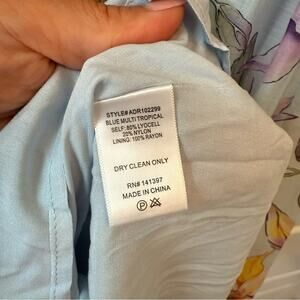 STYLE# ADR102299
BLUE MULTI TROPICAL
SELF: 80% LYOCELL
20% NYLON
LINING: 100% RAYON
DRY CLEAN ONLY
RN# 141397
MADE IN CHINA
P